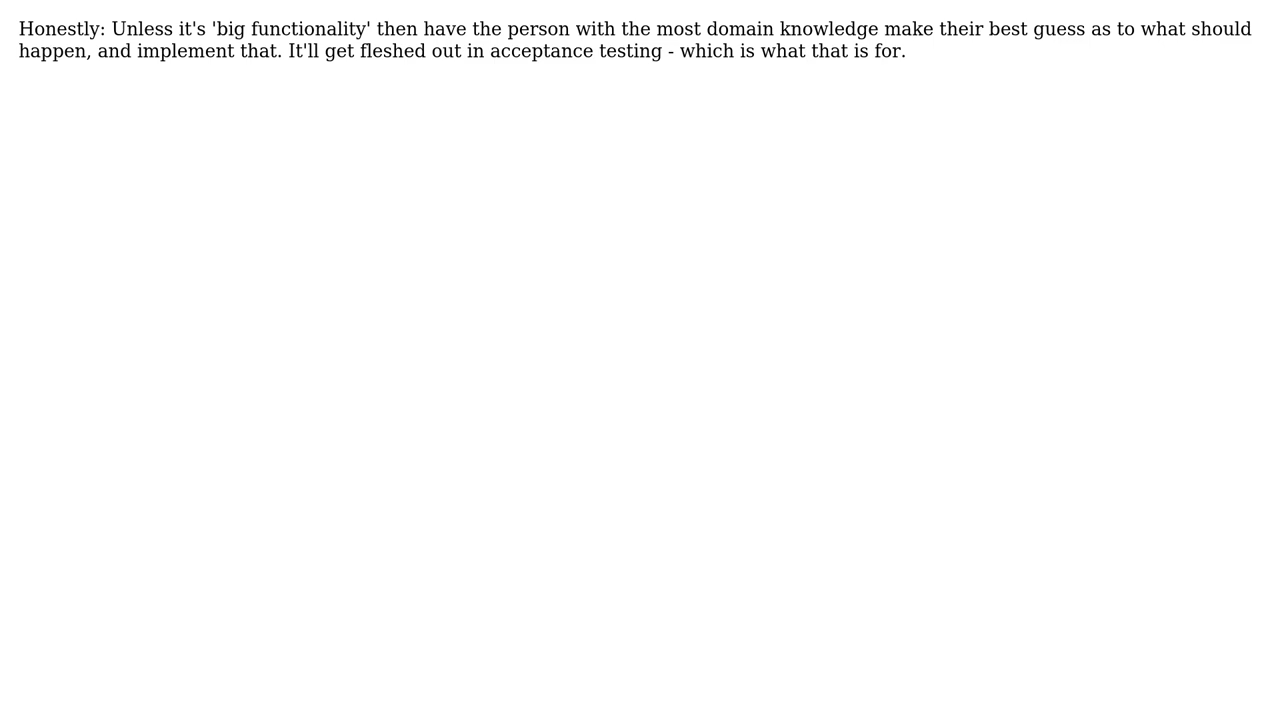 Honestly: Unless it's 'big functionality' then have the person with the most domain knowledge make their best guess as to what should
happen, and implement that. It'll get fleshed out in acceptance testing - which is what that is for.